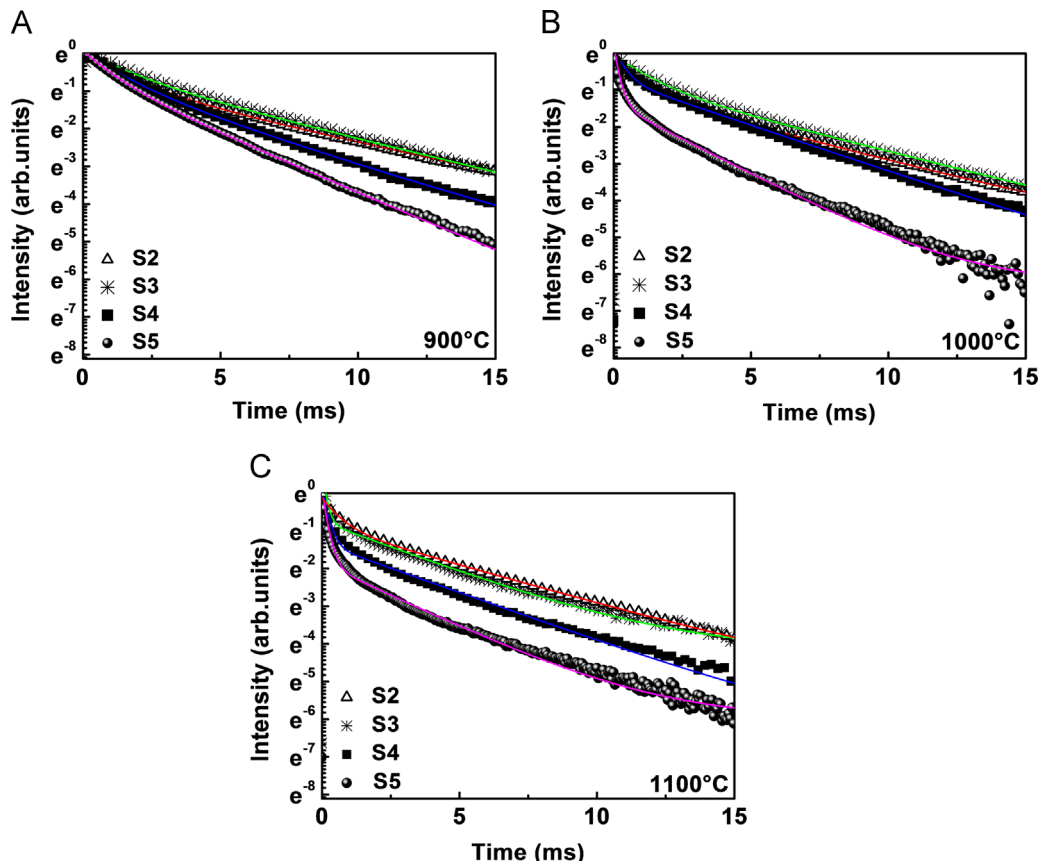 A
Intensity (arb.units)
e0
e-1
e-2
e-3
e-4
e-5
e-6
e-7
e-8
S2
S3
S4
S5
900°C
0 5 10 15
Time (ms)
B
Intensity (arb.units)
e0
e-1
e-2
e-3
e-4
e-5
e-6
e-7
e-8
S2
S3
S4
S5
1000°C
0 5 10 15
Time (ms)
C
Intensity (arb.units)
e0
e-1
e-2
e-3
e-4
e-5
e-6
e-7
e-8
S2
S3
S4
S5
1100°C
0 5 10 15
Time (ms)